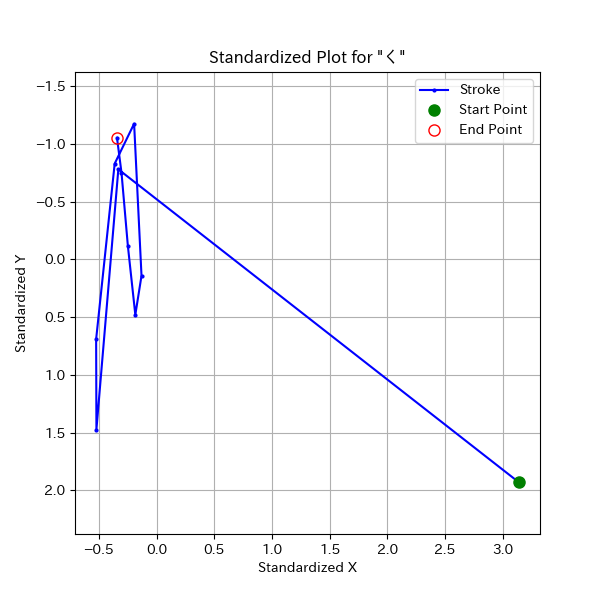 Standardized Plot for "く"
Stroke
Start Point
End Point
−1.5
−1.0
−0.5
0.0
0.5
1.0
1.5
2.0
Standardized Y
−0.5 0.0 0.5 1.0 1.5 2.0 2.5 3.0
Standardized X